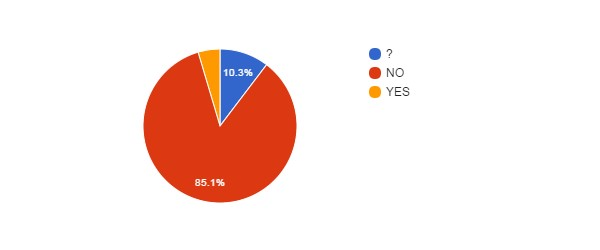 ?
10.3%
NO
YES
85.1%